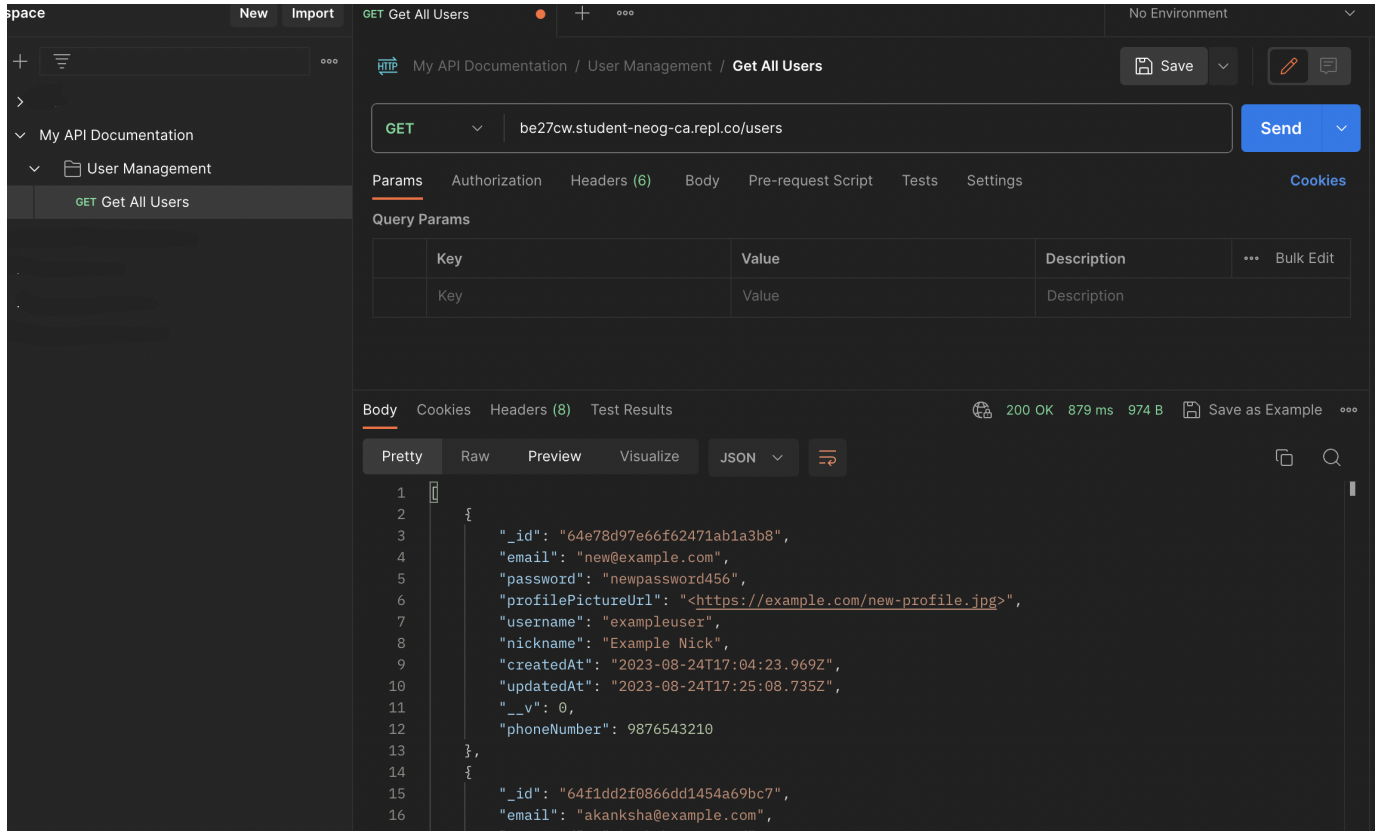 space New Import GET Get All Users No Environment
My API Documentation / User Management / Get All Users Save
My API Documentation
User Management
GET Get All Users
GET be27cw.student-neog-ca.repl.co/users Send
Params Authorization Headers (6) Body Pre-request Script Tests Settings Cookies
Query Params
Key Value Description Bulk Edit
Key Value Description
Body Cookies Headers (8) Test Results 200 OK 879 ms 974 B Save as Example
Pretty Raw Preview Visualize JSON
1 [
2 {
3 "_id": "64e78d97e66f62471ab1a3b8",
4 "email": "new@example.com",
5 "password": "newpassword456",
6 "profilePictureUrl": "<https://example.com/new-profile.jpg>",
7 "username": "exampleuser",
8 "nickname": "Example Nick",
9 "createdAt": "2023-08-24T17:04:23.969Z",
10 "updatedAt": "2023-08-24T17:25:08.735Z",
11 "__v": 0,
12 "phoneNumber": 9876543210
13 },
14 {
15 "_id": "64f1dd2f0866dd1454a69bc7",
16 "email": "akanksha@example.com",